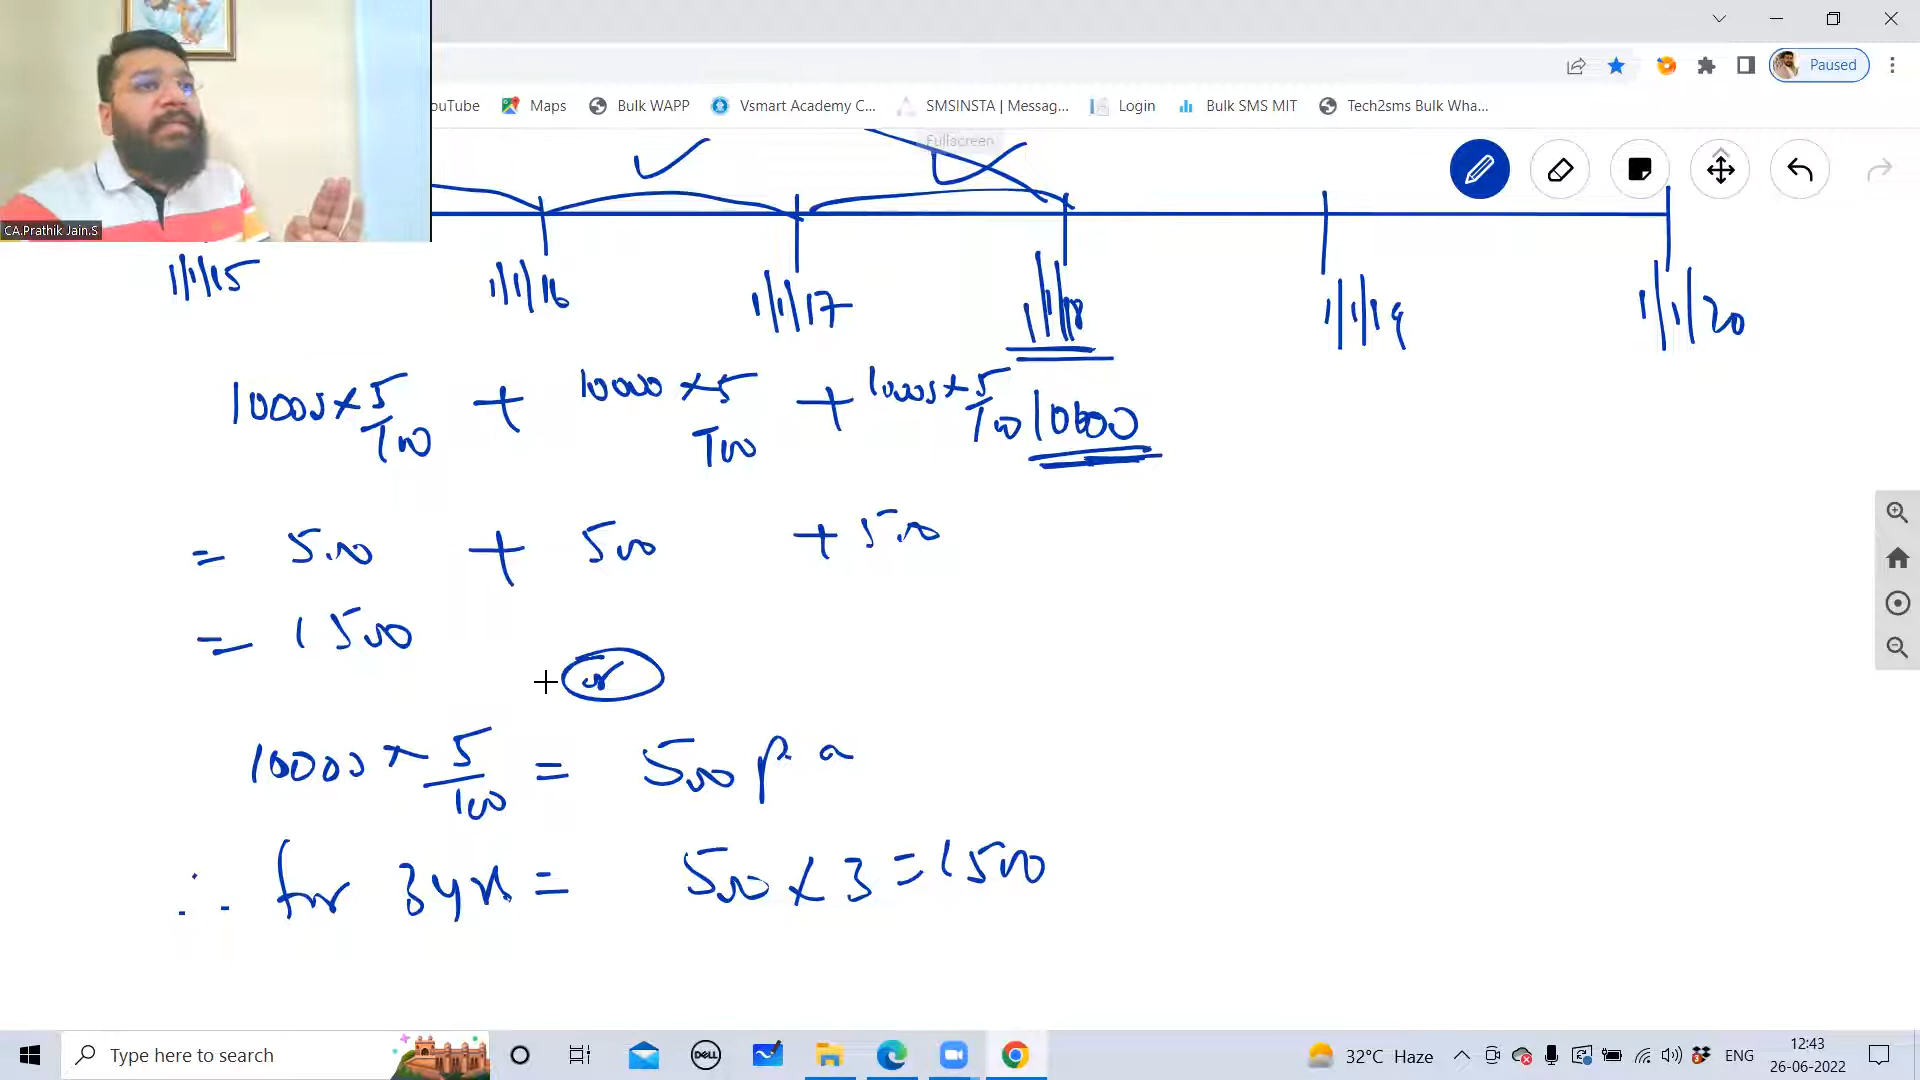 Paused
ouTube Maps Bulk WAPP Vsmart Academy C... SMSINSTA | Messag... Login Bulk SMS MIT Tech2sms Bulk Wha...
Fullscreen
CA.Prathik Jain.S
1/1/15 1/1/16 1/1/17 1/1/18 1/1/19 1/1/20
10000 × 5/100 + 10000 × 5/100 + 10000 × 5/100 10000
= 500 + 500 + 500
= 1500
or
10000 × 5/100 = 500 p a
∴ for 3 yrs = 500 × 3 = 1500
Type here to search
DELL
32°C Haze
ENG
12:43
26-06-2022